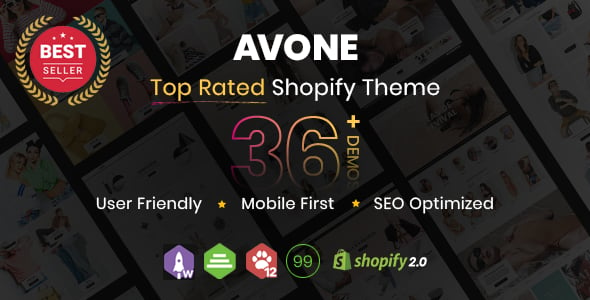 BEST
SELLER
AVONE
Top Rated Shopify Theme
36+
DEMOS
User Friendly ★ Mobile First ★ SEO Optimized
W
12
99
shopify 2.0